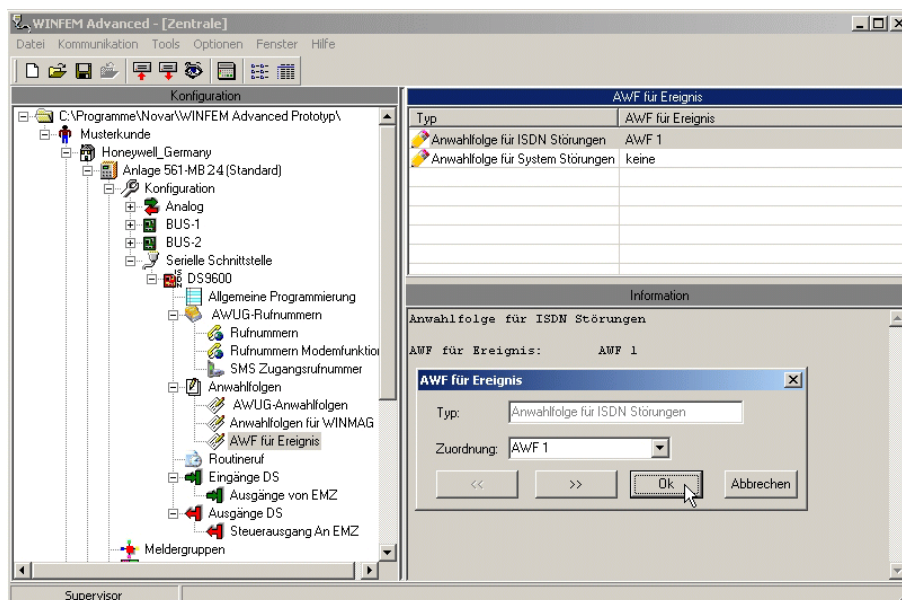 WINFEM Advanced - [Zentrale]
Datei Kommunikation Tools Optionen Fenster Hilfe
Konfiguration
C:\Programme\Novar\WINFEM Advanced Prototyp\
Musterkunde
Honeywell_Germany
Anlage 561-MB24 (Standard)
Konfiguration
Analog
BUS-1
BUS-2
Serielle Schnittstelle
DS9600
Allgemeine Programmierung
AWUG-Rufnummern
Rufnummern
Rufnummern Modemfunktion
SMS Zugangsrufnummer
Anwahlfolgen
AWUG-Anwahlfolgen
Anwahlfolgen für WINMAG
AWF für Ereignis
Routineruf
Eingänge DS
Ausgänge von EMZ
Ausgänge DS
Steuerausgang An EMZ
Meldergruppen
AWF für Ereignis
Typ AWF für Ereignis
Anwahlfolge für ISDN Störungen AWF 1
Anwahlfolge für System Störungen keine
Information
Anwahlfolge für ISDN Störungen
AWF für Ereignis: AWF 1
AWF für Ereignis
Typ: Anwahlfolge für ISDN Störungen
Zuordnung: AWF 1
<< >> Ok Abbrechen
Supervisor